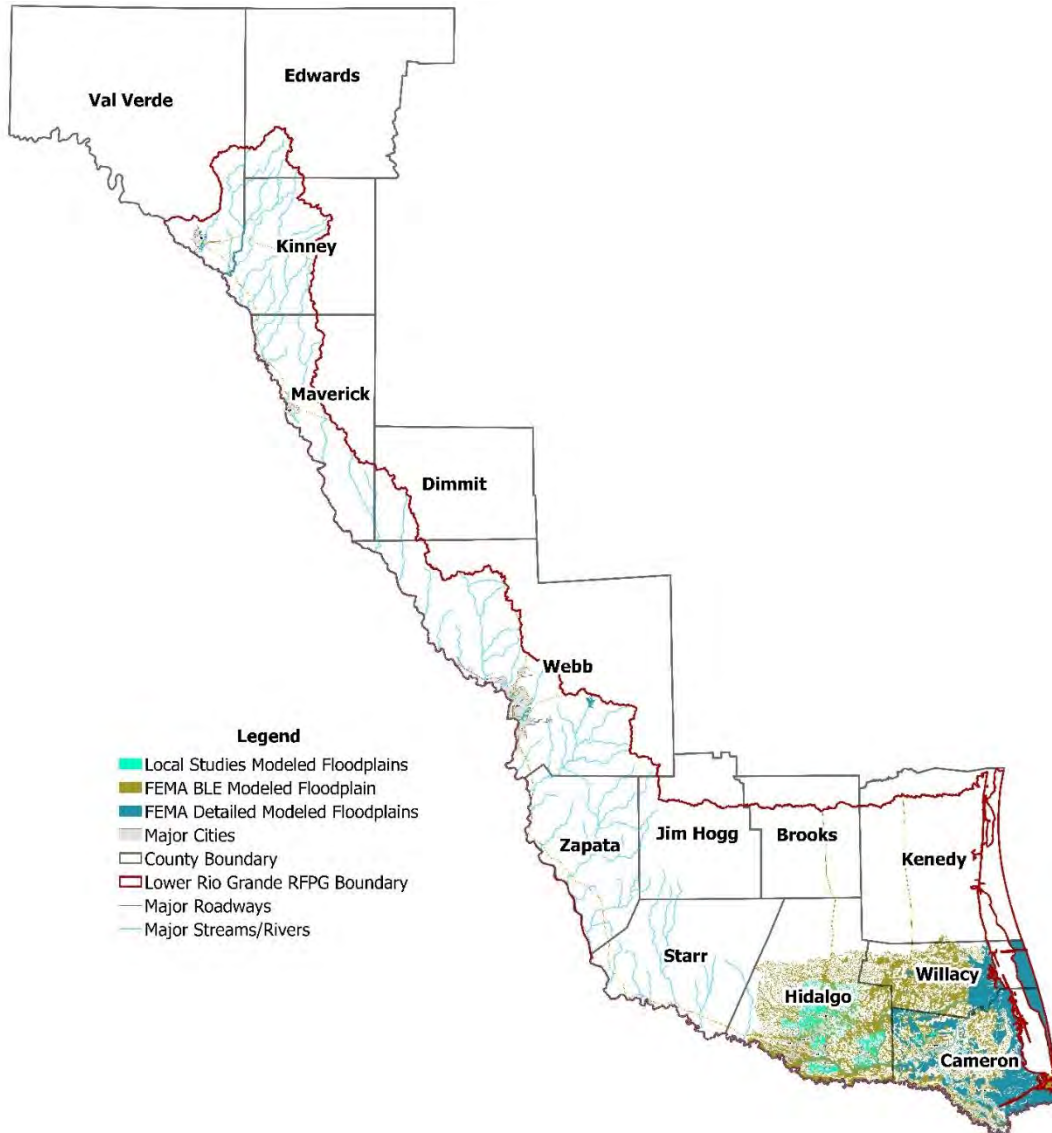 Edwards
Val Verde
Kinney
Maverick
Dimmit
Webb
Legend
Local Studies Modeled Floodplains
FEMA BLE Modeled Floodplain
FEMA Detailed Modeled Floodplains
Major Cities
County Boundary
Lower Rio Grande RFPG Boundary
Major Roadways
Major Streams/Rivers
Zapata
Jim Hogg
Brooks
Kenedy
Starr
Willacy
Hidalgo
Cameron